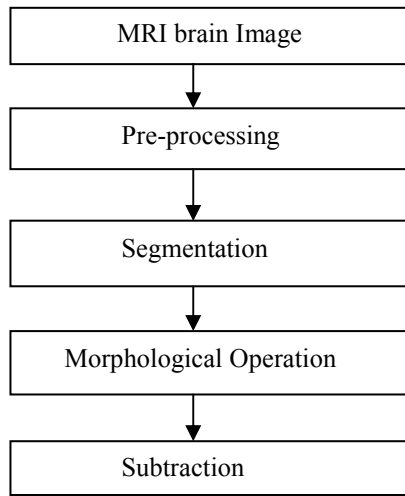 MRI brain Image
Pre-processing
Segmentation
Morphological Operation
Subtraction